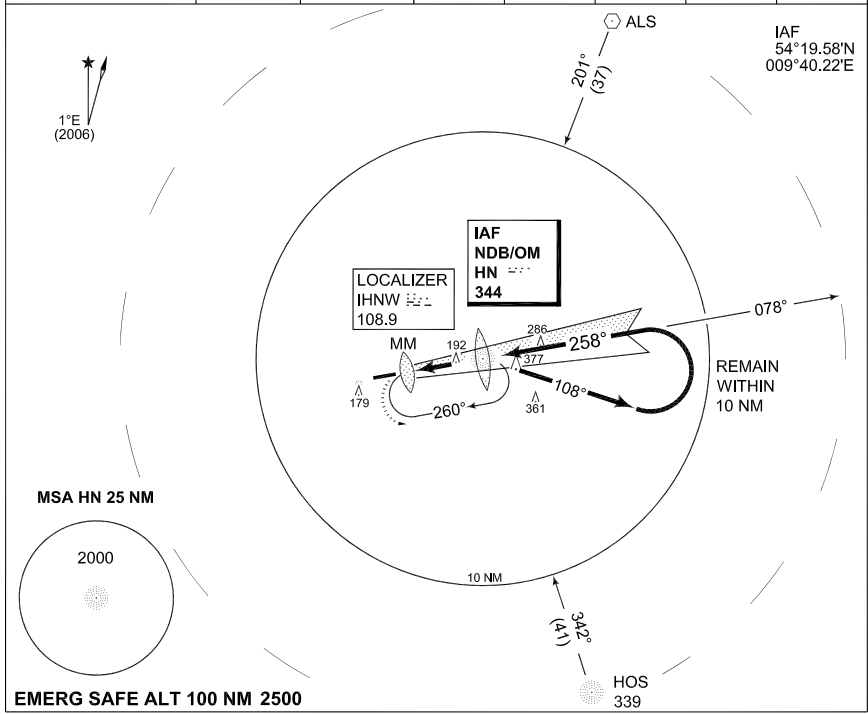 ALS
IAF
54°19.58'N
009°40.22'E
1°E
(2006)
201°
(37)
IAF
NDB/OM
HN
344
LOCALIZER
IHNW
108.9
MM
192
286
377
258°
078°
179
260°
108°
361
REMAIN
WITHIN
10 NM
MSA HN 25 NM
2000
10 NM
342°
(41)
HOS
339
EMERG SAFE ALT 100 NM 2500